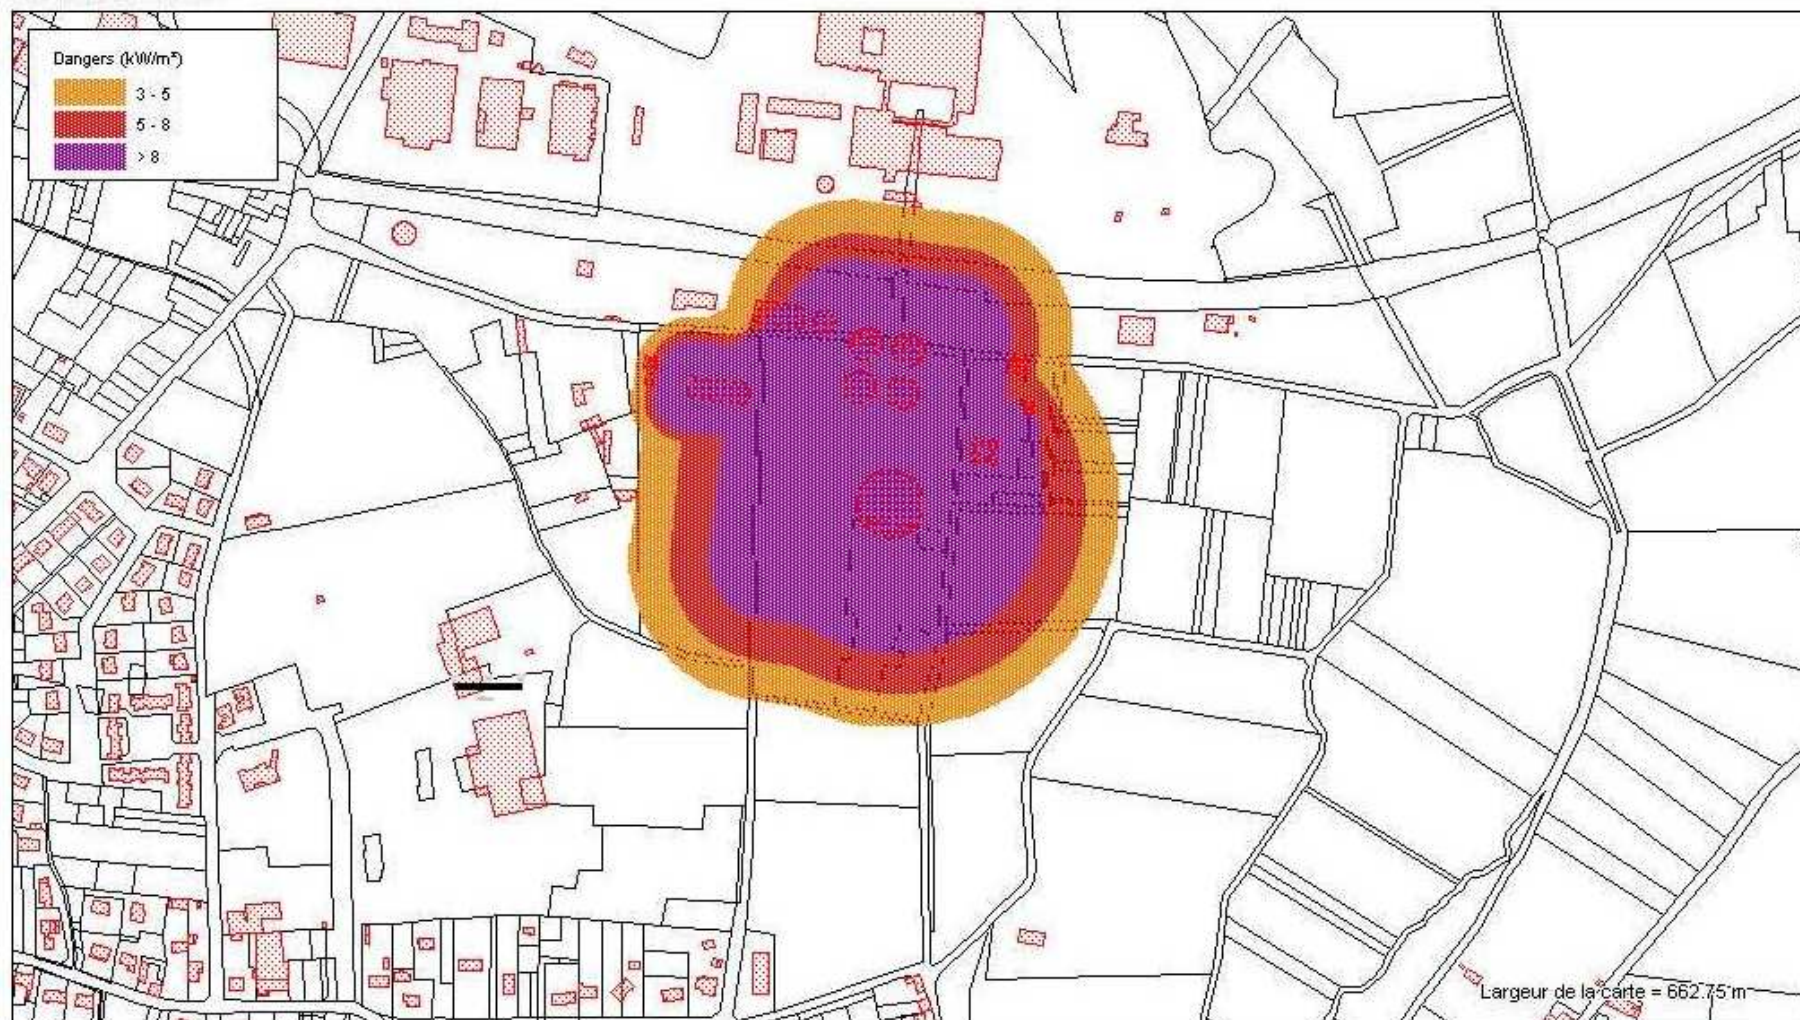 Dangers (kW/m²)
3 - 5
5 - 8
> 8
Largeur de la carte = 662.75 m